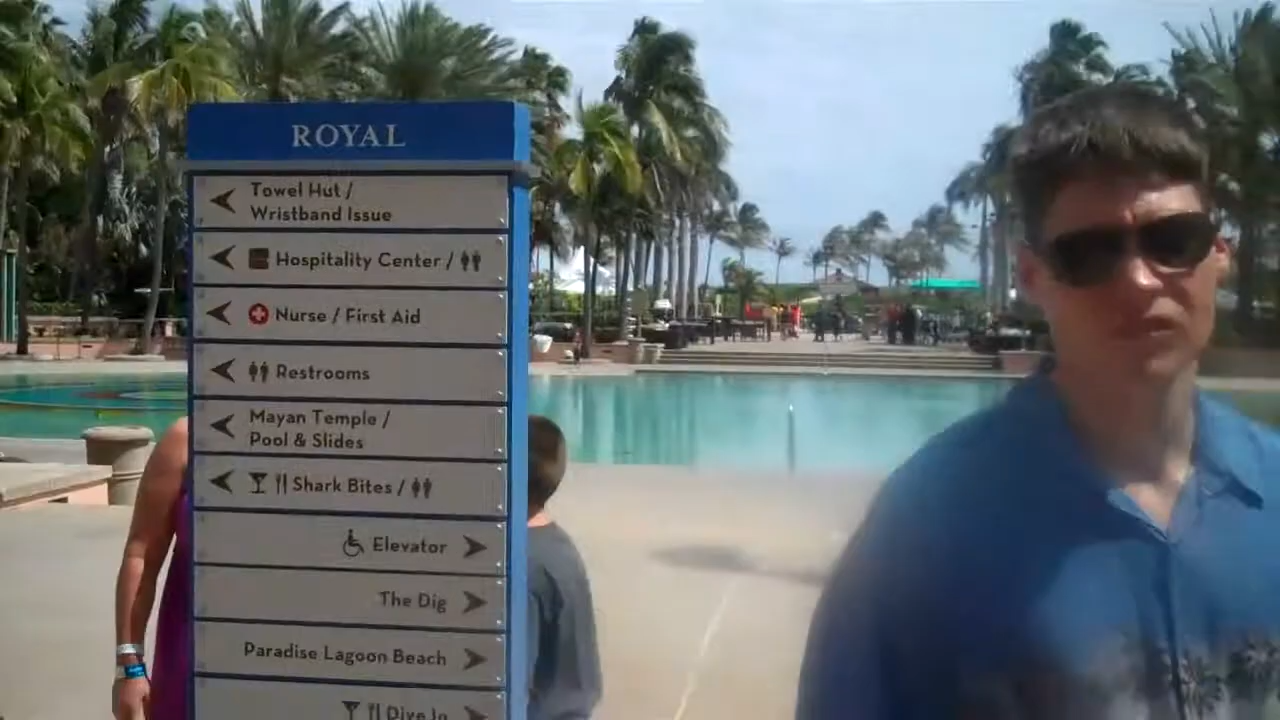 ROYAL
Towel Hut /
Wristband Issue
Hospitality Center /
Nurse / First Aid
Restrooms
Mayan Temple /
Pool & Slides
Shark Bites /
Elevator
The Dig
Paradise Lagoon Beach
Dive In